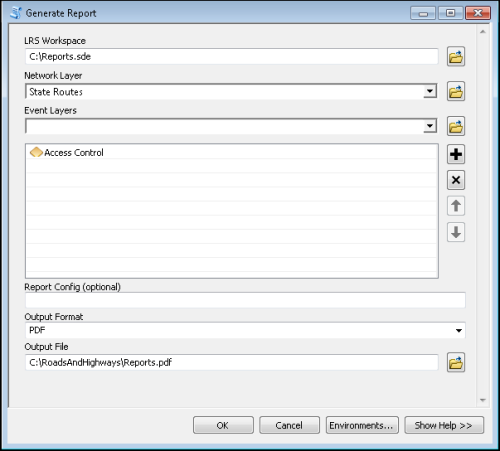 Generate Report
LRS Workspace
C:\Reports.sde
Network Layer
State Routes
Event Layers
Access Control
Report Config (optional)
Output Format
PDF
Output File
C:\RoadsAndHighways\Reports.pdf
OK
Cancel
Environments...
Show Help >>